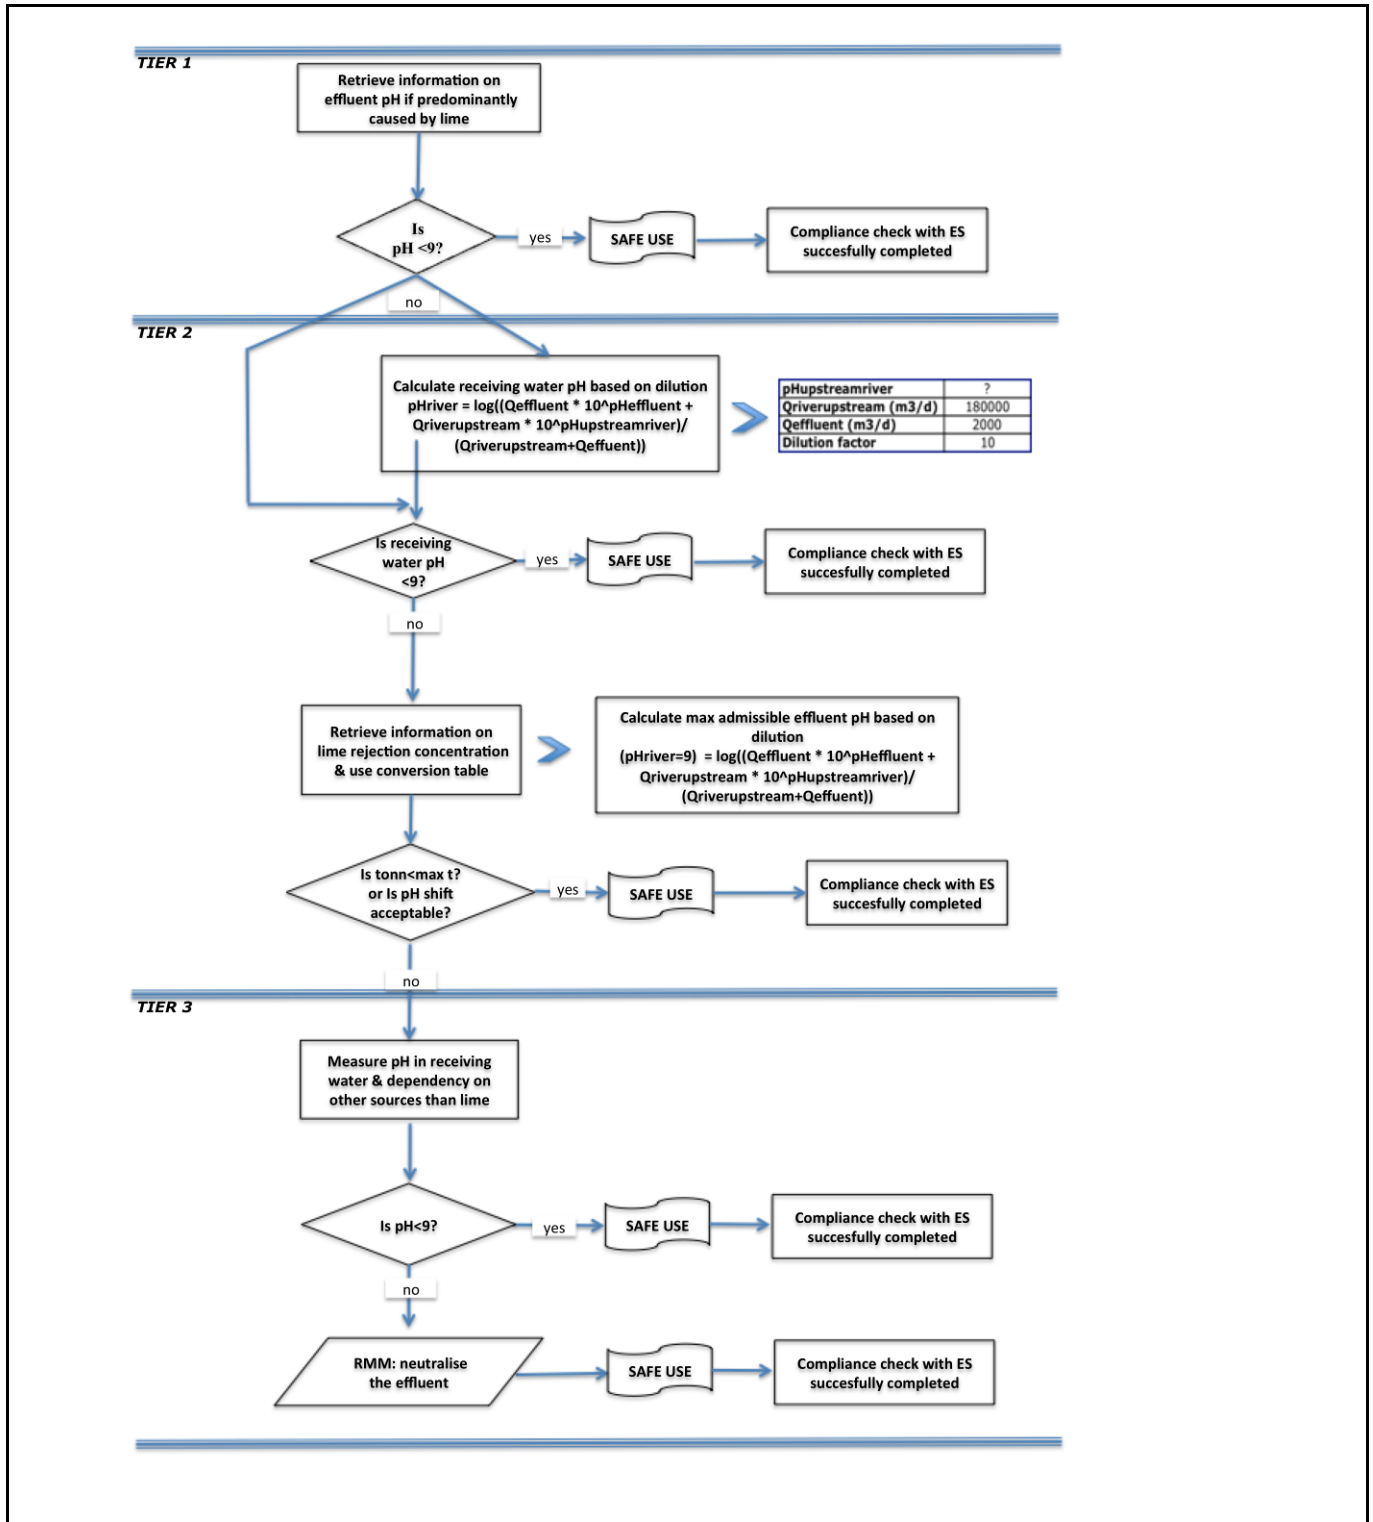 TIER 1
Retrieve information on
effluent pH if predominantly
caused by lime
Is
pH <9?
yes
SAFE USE
Compliance check with ES
succesfully completed
no
TIER 2
Calculate receiving water pH based on dilution
pHriver = log((Qeffluent * 10^pHeffluent +
Qriverupstream * 10^pHupstreamriver)/
(Qriverupstream+Qeffuent))
pHupstreamriver ?
Qriverupstream (m3/d) 180000
Qeffluent (m3/d) 2000
Dilution factor 10
Is receiving
water pH
<9?
yes
SAFE USE
Compliance check with ES
succesfully completed
no
Retrieve information on
lime rejection concentration
& use conversion table
Calculate max admissible effluent pH based on
dilution
(pHriver=9) = log((Qeffluent * 10^pHeffluent +
Qriverupstream * 10^pHupstreamriver)/
(Qriverupstream+Qeffuent))
Is tonn<max t?
or Is pH shift
acceptable?
yes
SAFE USE
Compliance check with ES
succesfully completed
no
TIER 3
Measure pH in receiving
water & dependency on
other sources than lime
Is pH<9?
yes
SAFE USE
Compliance check with ES
succesfully completed
no
RMM: neutralise
the effluent
SAFE USE
Compliance check with ES
succesfully completed